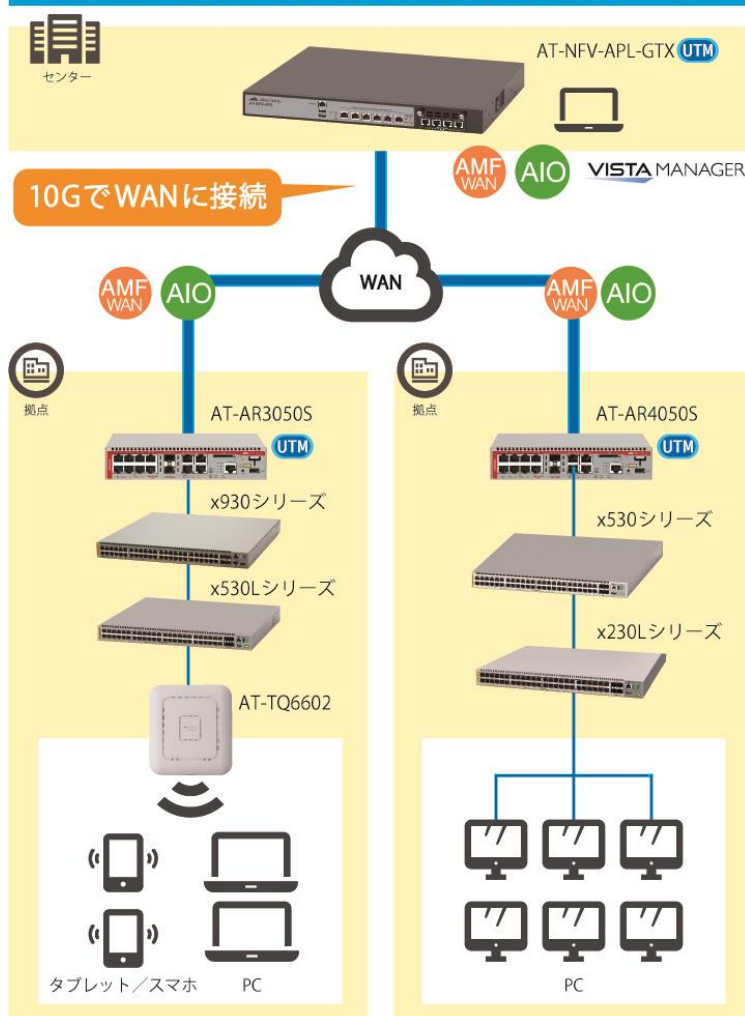 センター
AT-NFV-APL-GTX UTM
AMF WAN
AIO
VISTA MANAGER
10GでWANに接続
WAN
AMF WAN
AIO
AMF WAN
AIO
拠点
AT-AR3050S
UTM
x930シリーズ
x530Lシリーズ
AT-TQ6602
タブレット／スマホ
PC
拠点
AT-AR4050S
UTM
x530シリーズ
x230Lシリーズ
PC